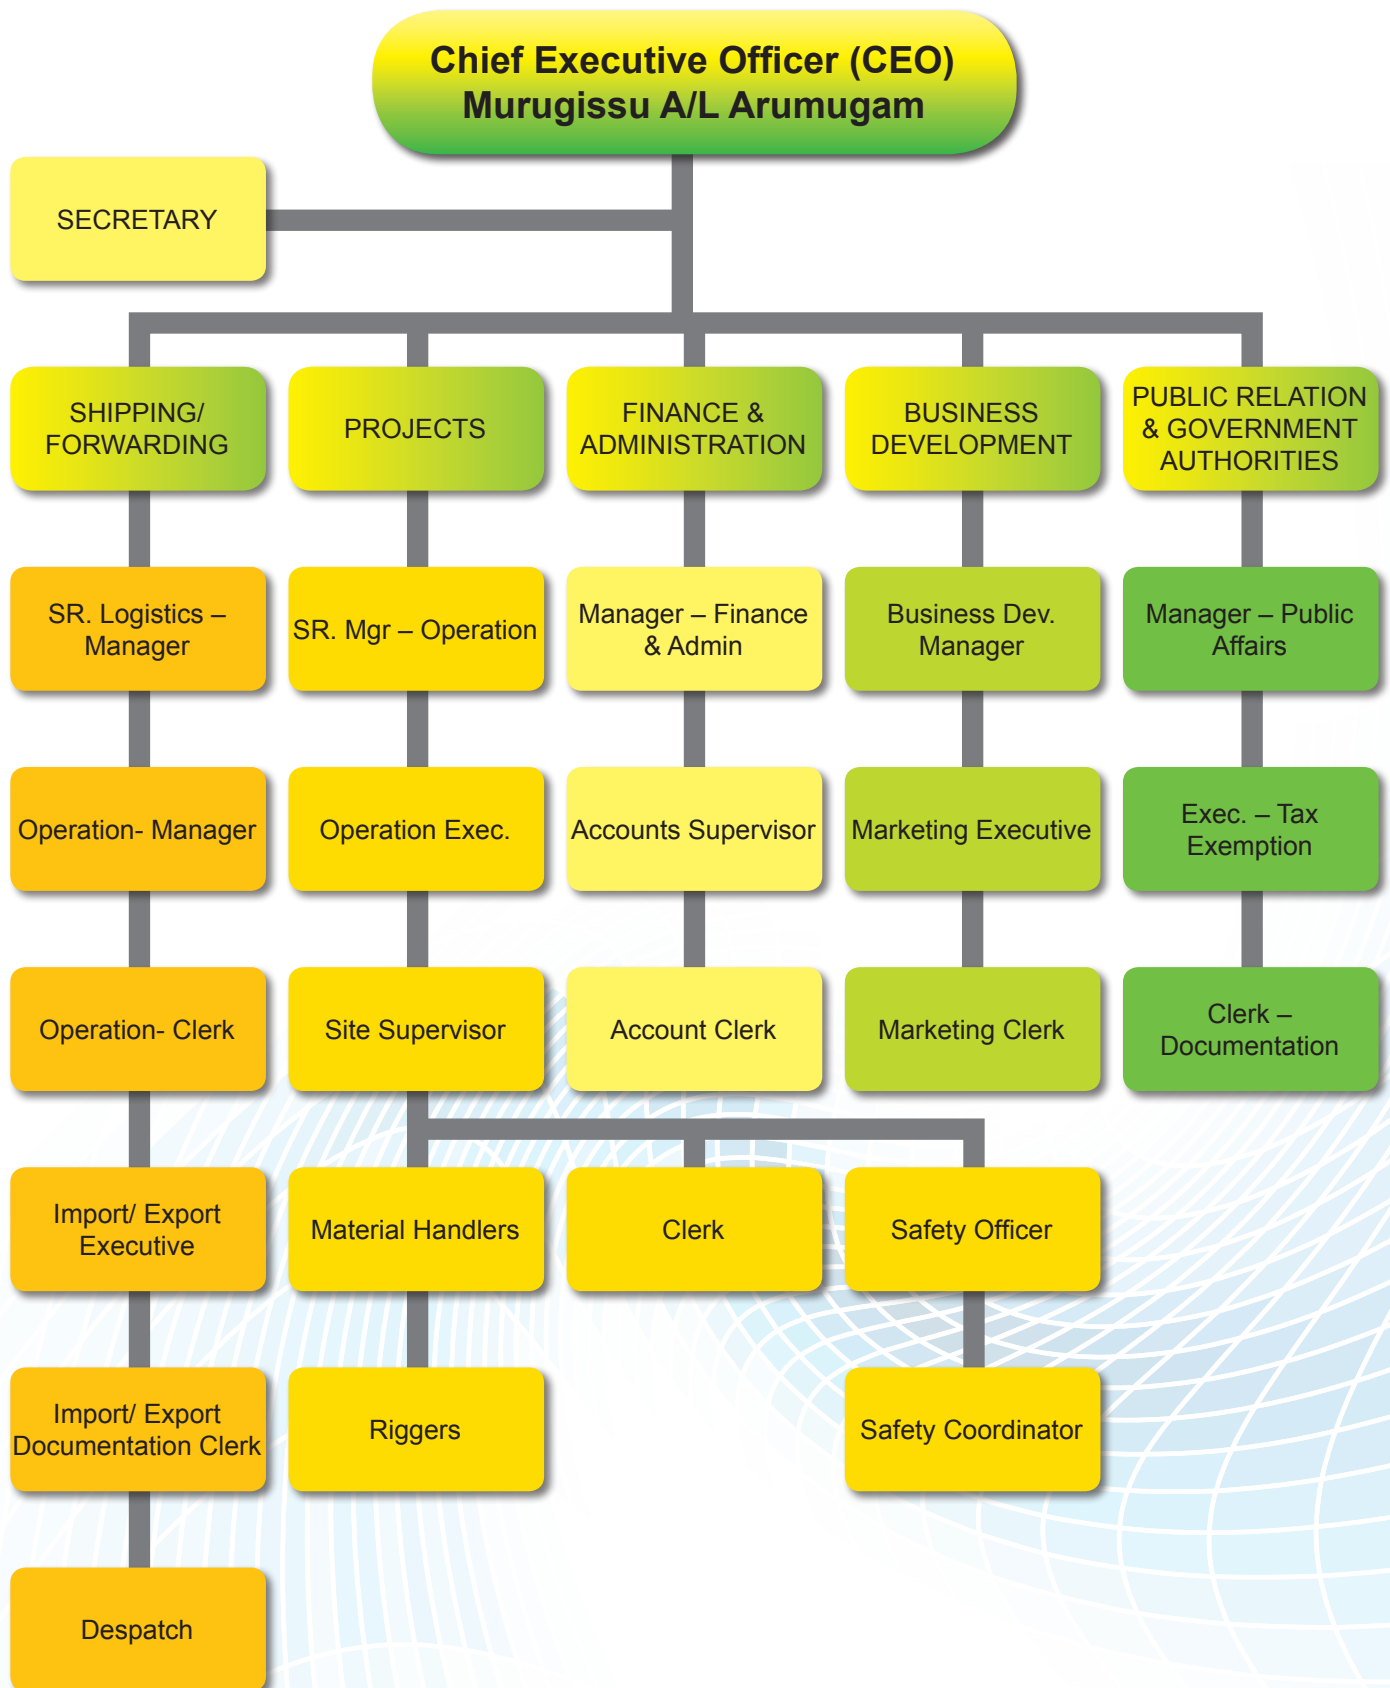 Chief Executive Officer (CEO)
Murugissu A/L Arumugam
SECRETARY
SHIPPING/
FORWARDING
PROJECTS
FINANCE &
ADMINISTRATION
BUSINESS
DEVELOPMENT
PUBLIC RELATION
& GOVERNMENT
AUTHORITIES
SR. Logistics –
Manager
SR. Mgr – Operation
Manager – Finance
& Admin
Business Dev.
Manager
Manager – Public
Affairs
Operation- Manager
Operation Exec.
Accounts Supervisor
Marketing Executive
Exec. – Tax
Exemption
Operation- Clerk
Site Supervisor
Account Clerk
Marketing Clerk
Clerk –
Documentation
Import/ Export
Executive
Material Handlers
Clerk
Safety Officer
Import/ Export
Documentation Clerk
Riggers
Safety Coordinator
Despatch